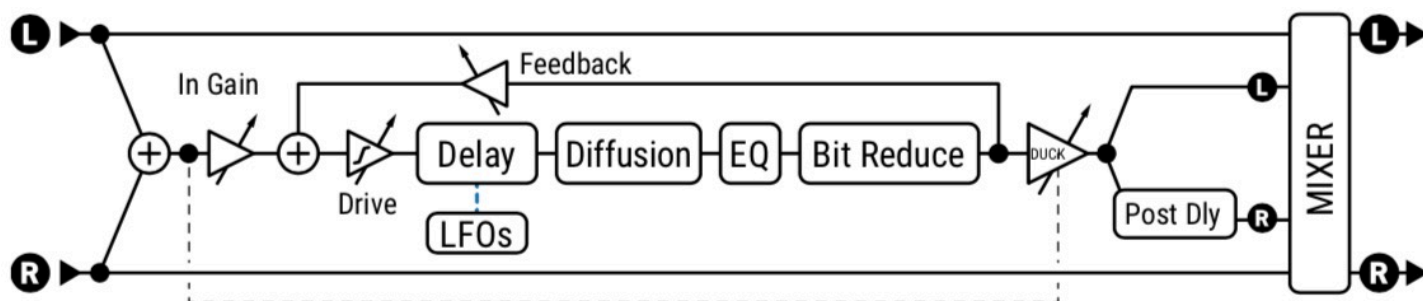 L
L
Feedback
In Gain
L
+
+
Delay
Diffusion
EQ
Bit Reduce
DUCK
MIXER
Drive
LFOs
Post Dly
R
R
R